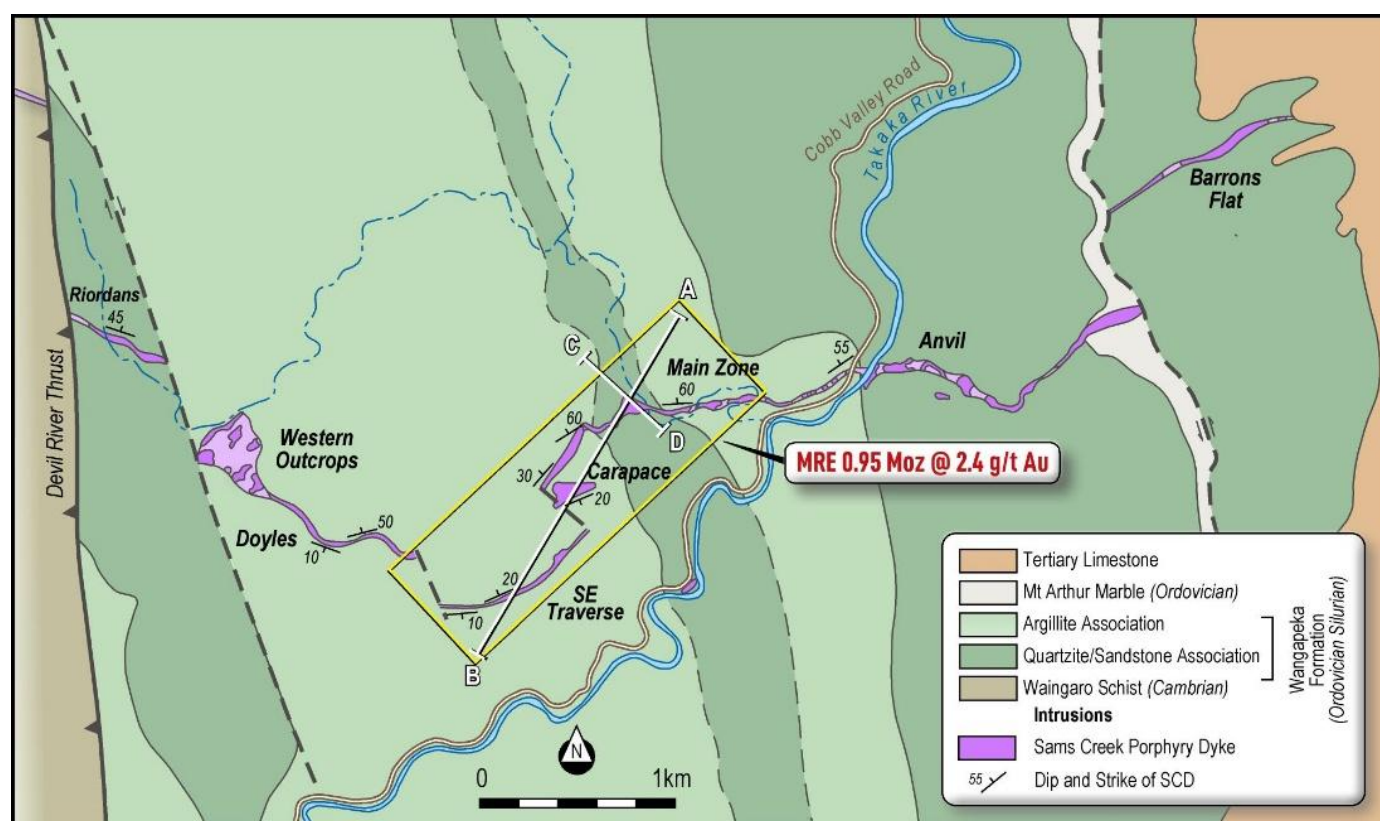 Cobb Valley Road
Takaka River
Barrons
Flat
Riordans
45
A
55
Anvil
C
Main Zone
60
Devil River Thrust
Western
Outcrops
60
D
MRE 0.95 Moz @ 2.4 g/t Au
30
Carapace
20
Doyles
10
50
20
SE
Traverse
10
B
N
0
1km
Tertiary Limestone
Mt Arthur Marble (Ordovician)
Argillite Association
Quartzite/Sandstone Association
Waingaro Schist (Cambrian)
Wangapeka
Formation
(Ordovician Silurian)
Intrusions
Sams Creek Porphyry Dyke
55
Dip and Strike of SCD